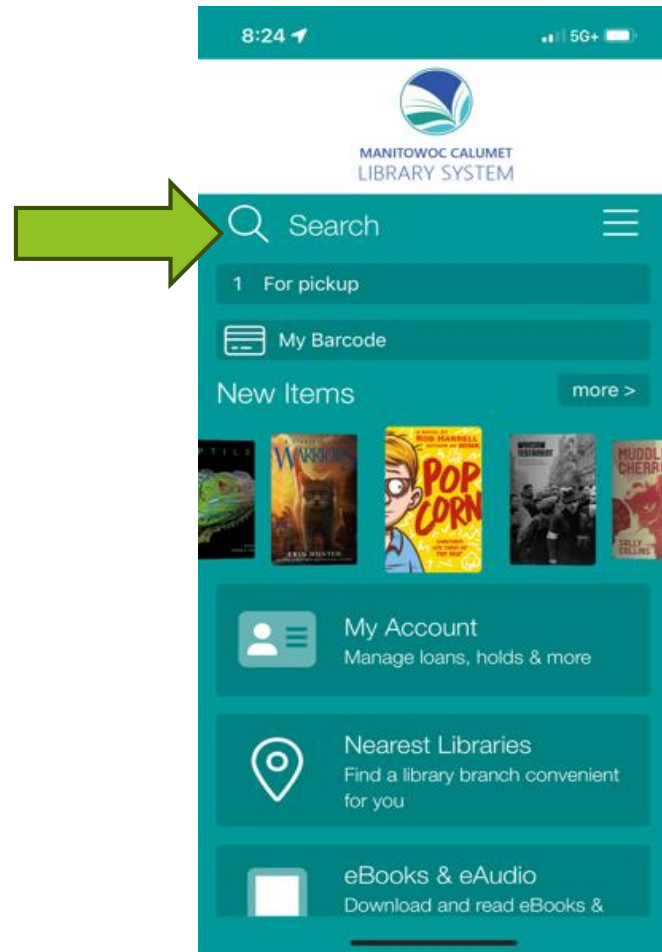 8:24
5G+
MANITOWOC CALUMET
LIBRARY SYSTEM
Search
1 For pickup
My Barcode
New Items
more >
WARRIORS
ERIN HUNTER
ROB HARRELL
POP
CORN
TESTAMENT
MUDDLE
CHERR
SALLY
COLLINS
My Account
Manage loans, holds & more
Nearest Libraries
Find a library branch convenient
for you
eBooks & eAudio
Download and read eBooks &